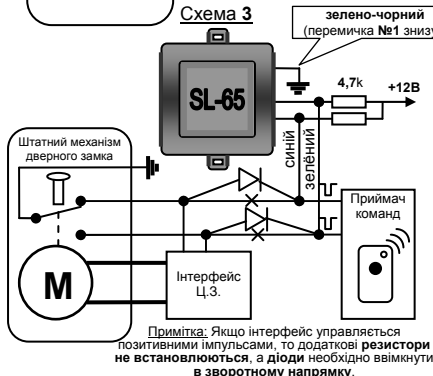 Схема 3
зелено-чорний
(перемичка №1 знизу
4,7k
+12В
SL-65
Штатний механізм
дверного замка
синій
зелёний
Приймач
команд
М
Інтерфейс
Ц.З.
Примітка: Якщо інтерфейс управляється
позитивними імпульсами, то додаткові резистори
не встановлюються, а діоди необхідно ввімкнути
в зворотному напрямку.